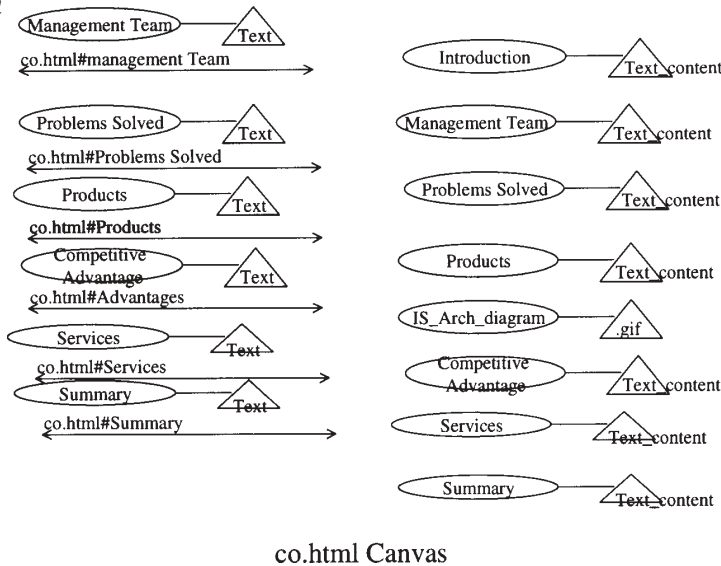 Management Team
Text
co.html#management Team
Problems Solved
Text
co.html#Problems Solved
Products
Text
co.html#Products
Competitive
Advantage
Text
co.html#Advantages
Services
Text
co.html#Services
Summary
Text
co.html#Summary
Introduction
Text_content
Management Team
Text_content
Problems Solved
Text_content
Products
Text_content
IS_Arch_diagram
.gif
Competitive
Advantage
Text_content
Services
Text_content
Summary
Text_content
co.html Canvas